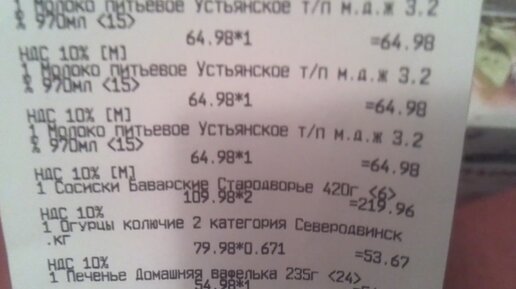 1 Молоко питьевое Устьянское т/п м.д.ж 3.2
% 970мл <15>
64.98*1 =64.98
НДС 10% [М]
1 Молоко питьевое Устьянское т/п м.д.ж 3.2
% 970мл <15>
64.98*1 =64.98
НДС 10% [М]
1 Молоко питьевое Устьянское т/п м.д.ж 3.2
% 970мл <15>
64.98*1 =64.98
НДС 10% [М]
1 Сосиски Баварские Стародворье 420г <6>
109.98*2 =219.96
НДС 10%
1 Огурцы колючие 2 категория Северодвинск
.кг
79.98*0.671 =53.67
НДС 10%
1 Печенье Домашняя вафелька 235г <24>
54.98*1